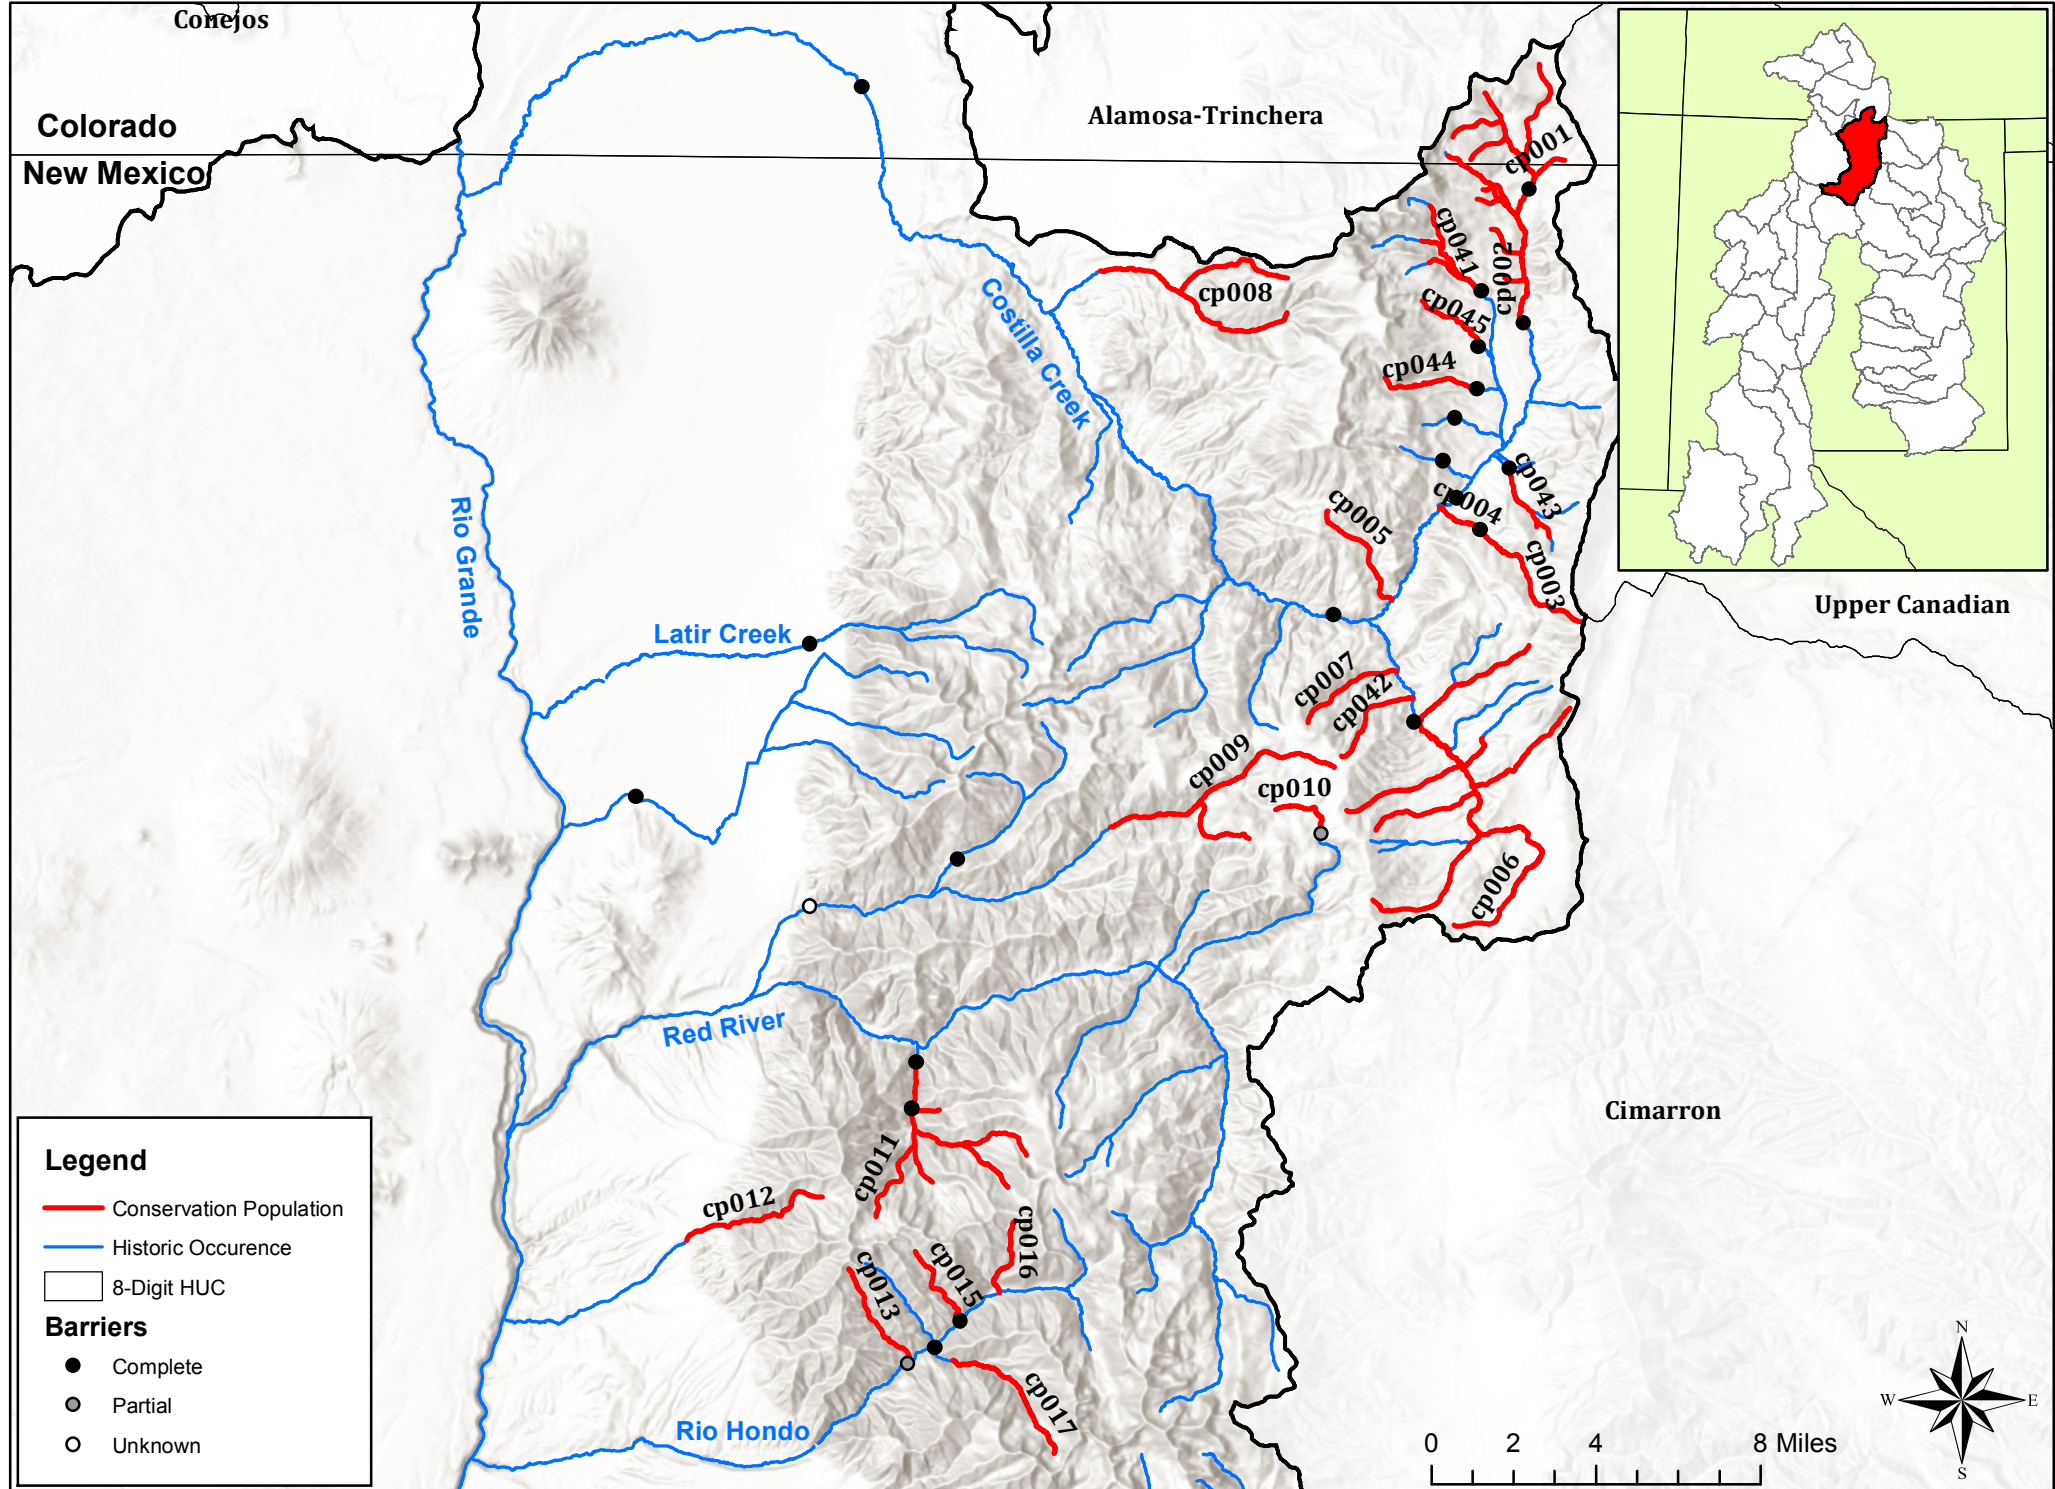 Conejos
Colorado
New Mexico
Alamosa-Trinchera
cp001
cp041
cp002
cp008
cp045
Costilla Creek
cp044
cp043
cp004
cp005
Rio Grande
cp003
Upper Canadian
Latir Creek
cp007
cp042
cp009
cp010
cp006
Red River
Cimarron
cp011
cp012
cp016
cp015
cp013
cp017
Rio Hondo
Legend
Conservation Population
Historic Occurence
8-Digit HUC
Barriers
Complete
Partial
Unknown
0 2 4 8 Miles
N
W E
S